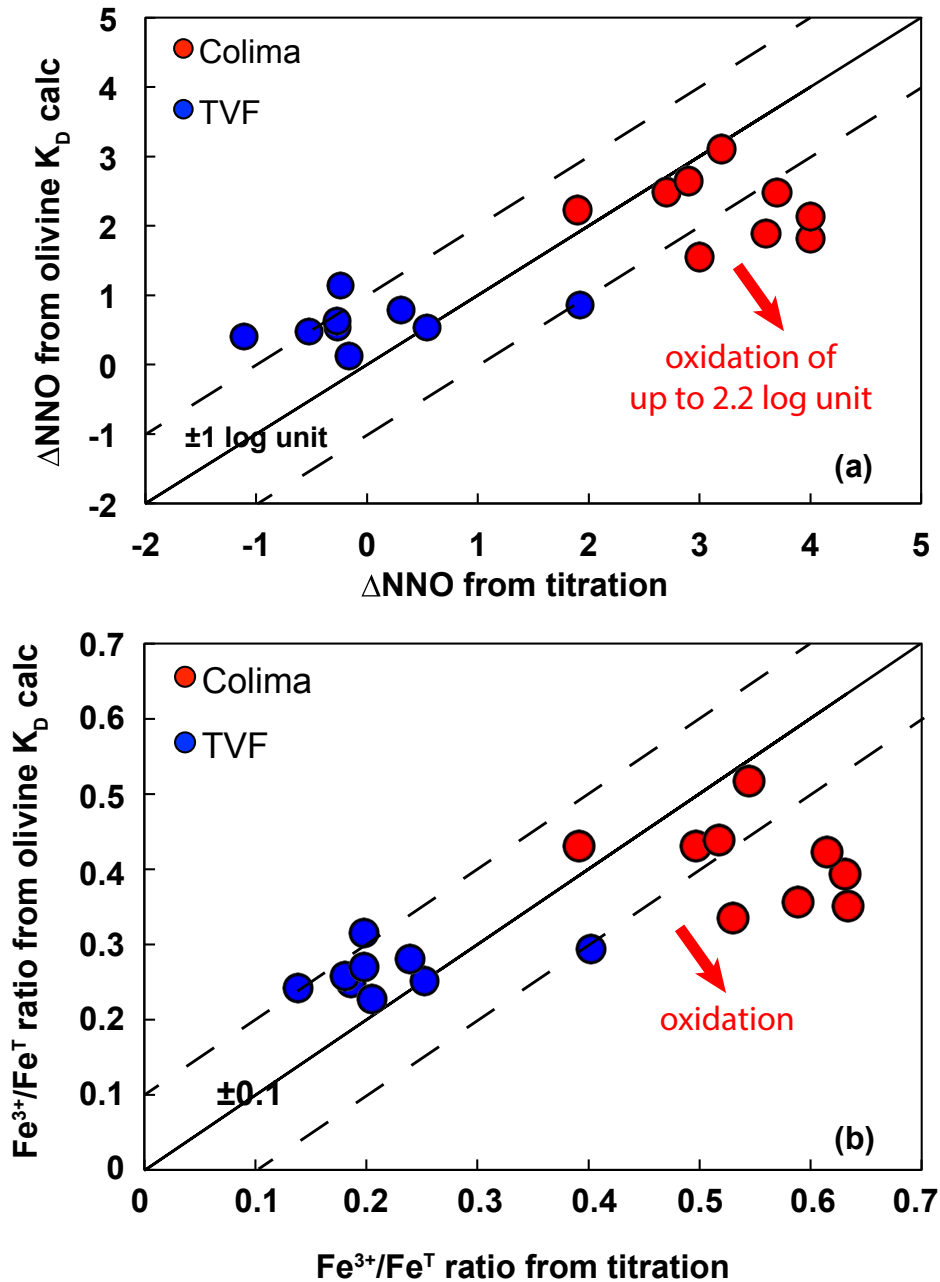 5
4
3
2
1
0
-1
-2
ΔNNO from olivine K_D calc
Colima
TVF
oxidation of
up to 2.2 log unit
±1 log unit
(a)
-2 -1 0 1 2 3 4 5
ΔNNO from titration
0.7
0.6
0.5
0.4
0.3
0.2
0.1
0
Fe³⁺/Feᵀ ratio from olivine K_D calc
Colima
TVF
oxidation
±0.1
(b)
0 0.1 0.2 0.3 0.4 0.5 0.6 0.7
Fe³⁺/Feᵀ ratio from titration